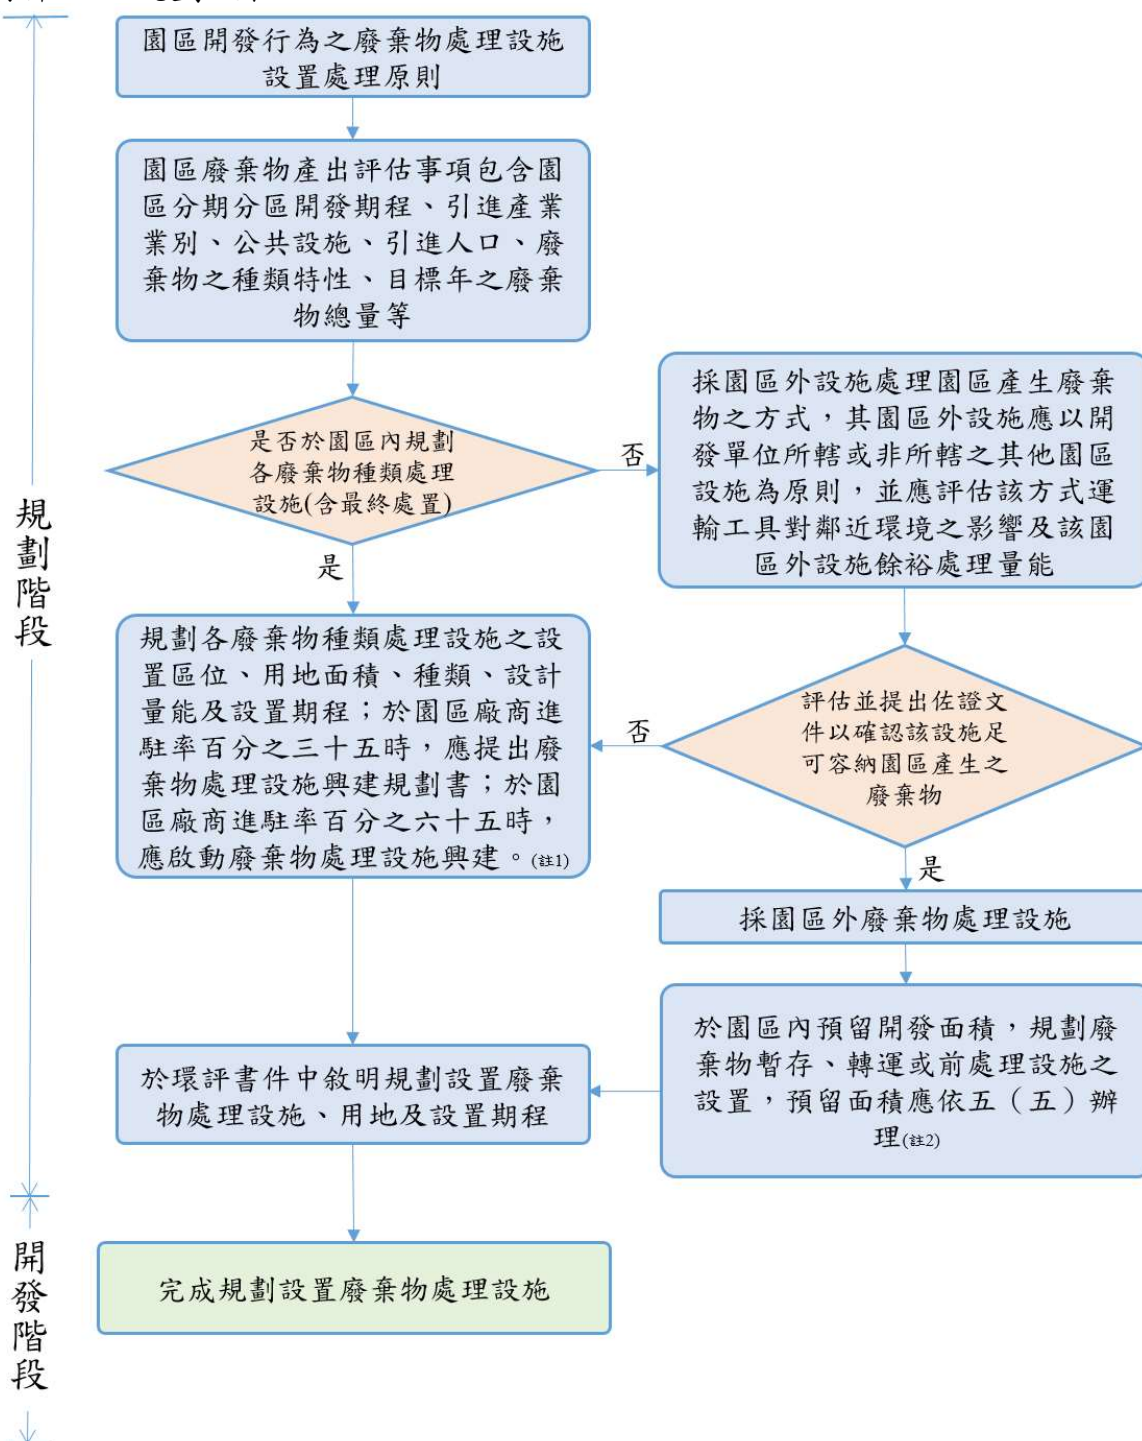 園區開發行為之廢棄物處理設施
設置處理原則
園區廢棄物產出評估事項包含園
區分期分區開發期程、引進產業
業別、公共設施、引進人口、廢
棄物之種類特性、目標年之廢棄
物總量等
是否於園區內規劃
各廢棄物種類處理
設施(含最終處置)
否
是
採園區外設施處理園區產生廢棄
物之方式，其園區外設施應以開
發單位所轄或非所轄之其他園區
設施為原則，並應評估該方式運
輸工具對鄰近環境之影響及該園
區外設施餘裕處理量能
規劃各廢棄物種類處理設施之設
置區位、用地面積、種類、設計
量能及設置期程；於園區廠商進
駐率百分之三十五時，應提出廢
棄物處理設施興建規劃書；於園
區廠商進駐率百分之六十五時，
應啟動廢棄物處理設施興建。(註1)
否
評估並提出佐證文
件以確認該設施足
可容納園區產生之
廢棄物
是
採園區外廢棄物處理設施
於園區內預留開發面積，規劃廢
棄物暫存、轉運或前處理設施之
設置，預留面積應依五（五）辦
理(註2)
於環評書件中敘明規劃設置廢棄
物處理設施、用地及設置期程
完成規劃設置廢棄物處理設施
規劃階段
開發階段